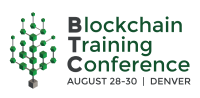 Blockchain
Training
Conference
AUGUST 28-30 | DENVER